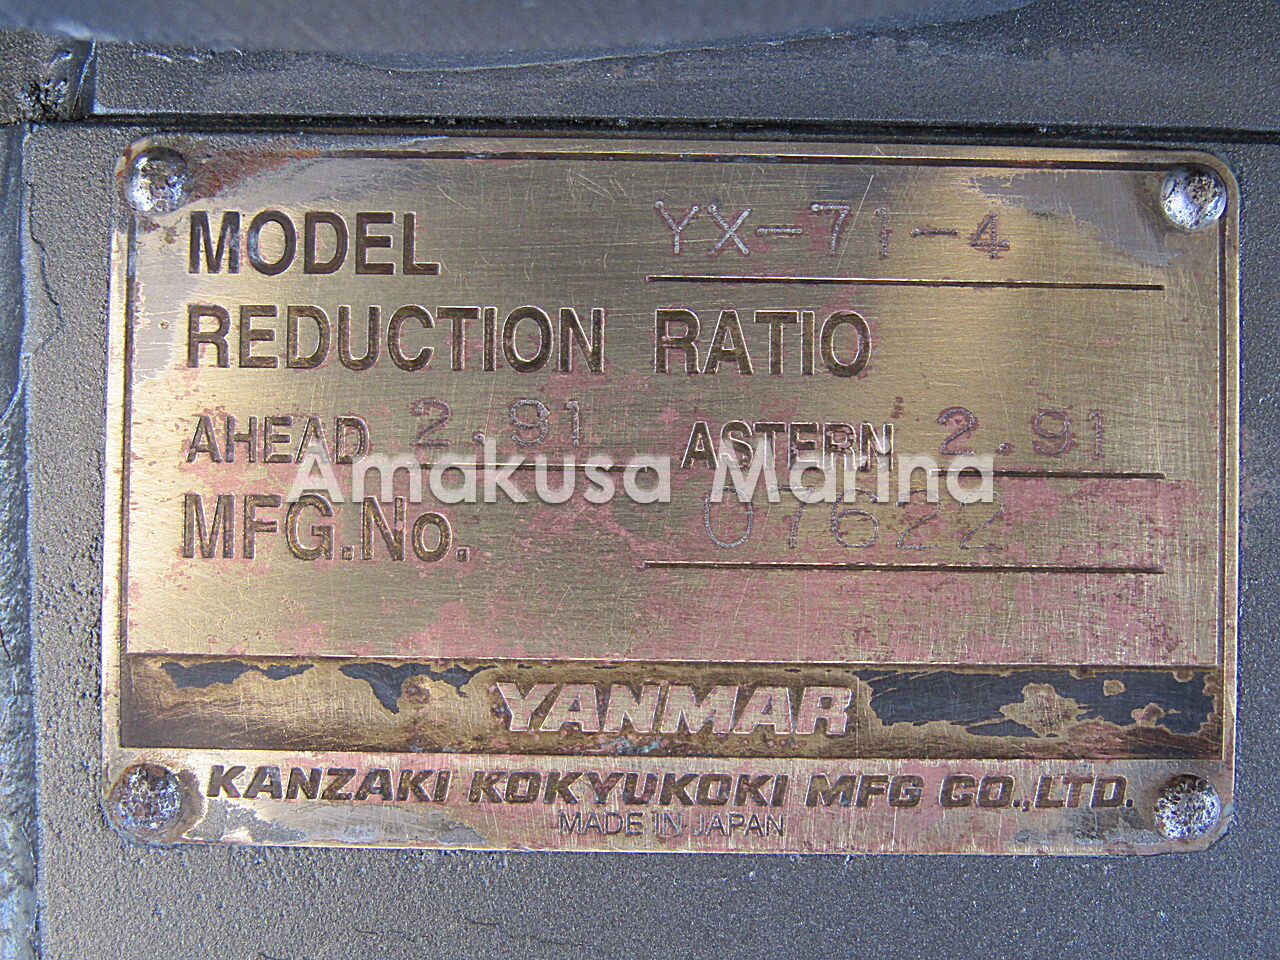 MODEL YX-71-4
REDUCTION RATIO
AHEAD 2.91 ASTERN 2.91
Amakusa Marina
MFG.No. 07622
YANMAR
KANZAKI KOKYUKOKI MFG CO.,LTD.
MADE IN JAPAN